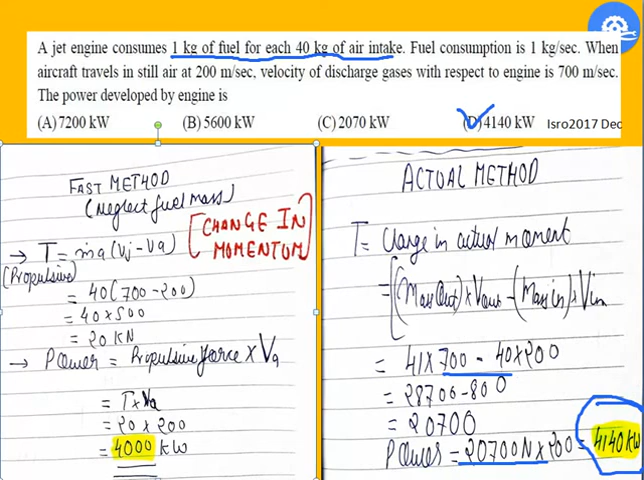 A jet engine consumes 1 kg of fuel for each 40 kg of air intake. Fuel consumption is 1 kg/sec. When
aircraft travels in still air at 200 m/sec, velocity of discharge gases with respect to engine is 700 m/sec.
The power developed by engine is
(A) 7200 kW (B) 5600 kW (C) 2070 kW (D) 4140 kW Isro2017 Dec
FAST METHOD
(Neglect fuel mass)
→ T = ṁa (Vj - Va) [CHANGE IN MOMENTUM]
(Propulsive)
= 40(700-200)
= 40×500
= 20 KN
→ Power = Propulsive force × Va
= T×Va
= 20 × 200
= 4000 KW
ACTUAL METHOD
T = Change in actual moment
= [(Mass Out) × Vout - (Mass in) × Vin
= 41×700 - 40×200
= 28700-800
= 20700
Power = 20700N×200 = 4140 KW